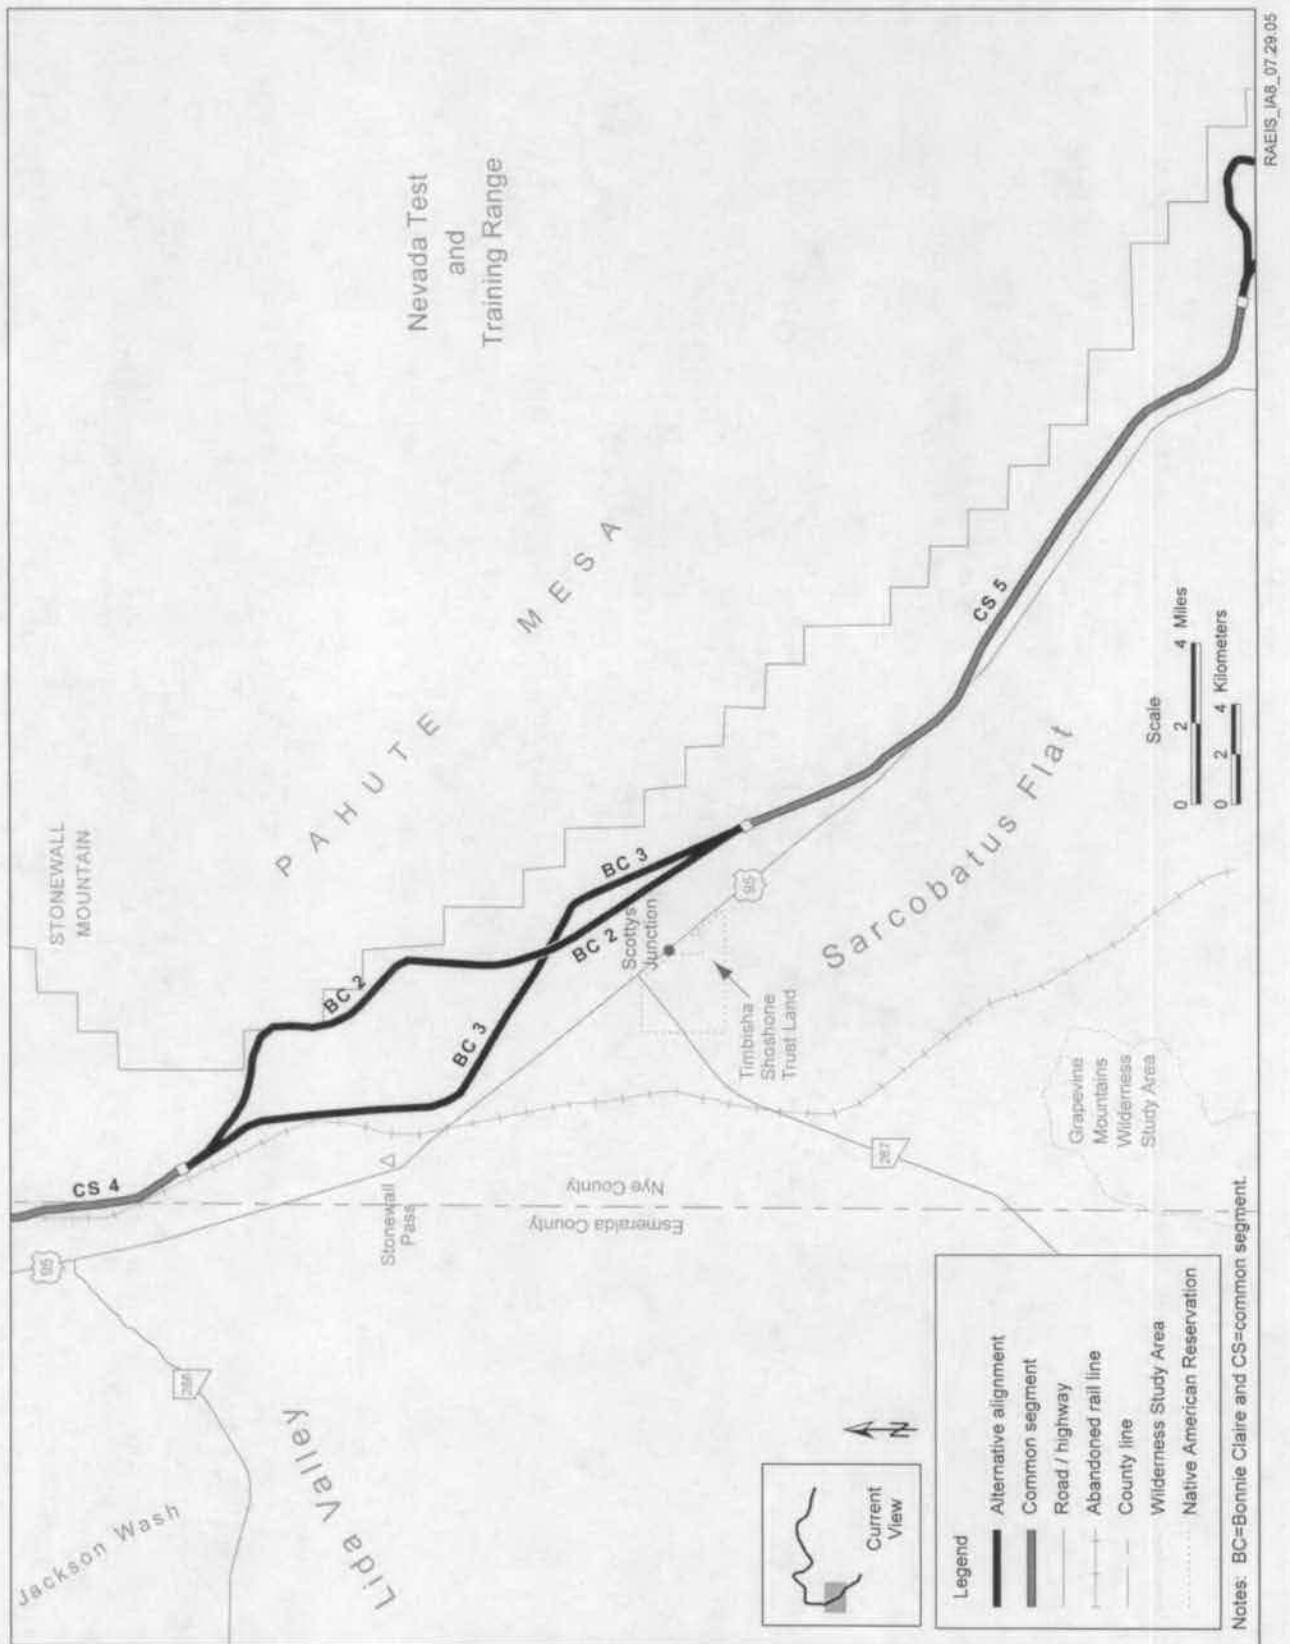 RAEIS_IA8_07.29.05
STONEWALL
MOUNTAIN
Nevada Test
and
Training Range
PAHUTE MESA
CS 4
95
BC 2
BC 3
BC 3
BC 2
Stonewall
Pass
Nye County
Esmeralda County
Scottys
Junction
95
Timbisha
Shoshone
Trust Land
Sarcobatus Flat
CS 5
267
Grapevine
Mountains
Wilderness
Study Area
266
Jackson Wash
Lida Valley
Scale
0 2 4 Miles
0 2 4 Kilometers
Current
View
N
Legend
Alternative alignment
Common segment
Road / highway
Abandoned rail line
County line
Wilderness Study Area
Native American Reservation
Notes: BC=Bonnie Claire and CS=common segment.